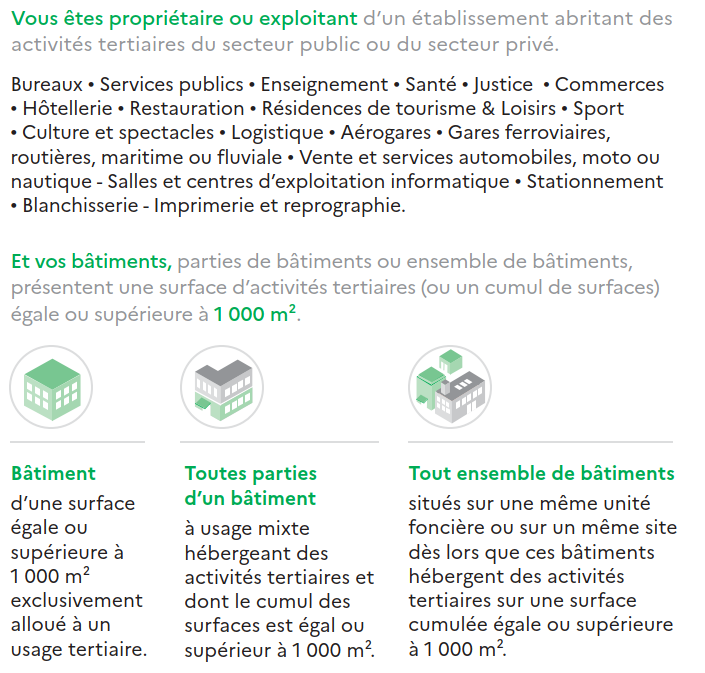 Vous êtes propriétaire ou exploitant d’un établissement abritant des
activités tertiaires du secteur public ou du secteur privé.
Bureaux • Services publics • Enseignement • Santé • Justice • Commerces
• Hôtellerie • Restauration • Résidences de tourisme & Loisirs • Sport
• Culture et spectacles • Logistique • Aérogares • Gares ferroviaires,
routières, maritime ou fluviale • Vente et services automobiles, moto ou
nautique - Salles et centres d’exploitation informatique • Stationnement
• Blanchisserie - Imprimerie et reprographie.
Et vos bâtiments, parties de bâtiments ou ensemble de bâtiments,
présentent une surface d’activités tertiaires (ou un cumul de surfaces)
égale ou supérieure à 1 000 m².
Bâtiment
d’une surface
égale ou
supérieure à
1 000 m²
exclusivement
alloué à un
usage tertiaire.
Toutes parties
d’un bâtiment
à usage mixte
hébergeant des
activités tertiaires et
dont le cumul des
surfaces est égal ou
supérieur à 1 000 m².
Tout ensemble de bâtiments
situés sur une même unité
foncière ou sur un même site
dès lors que ces bâtiments
hébergent des activités
tertiaires sur une surface
cumulée égale ou supérieure
à 1 000 m².